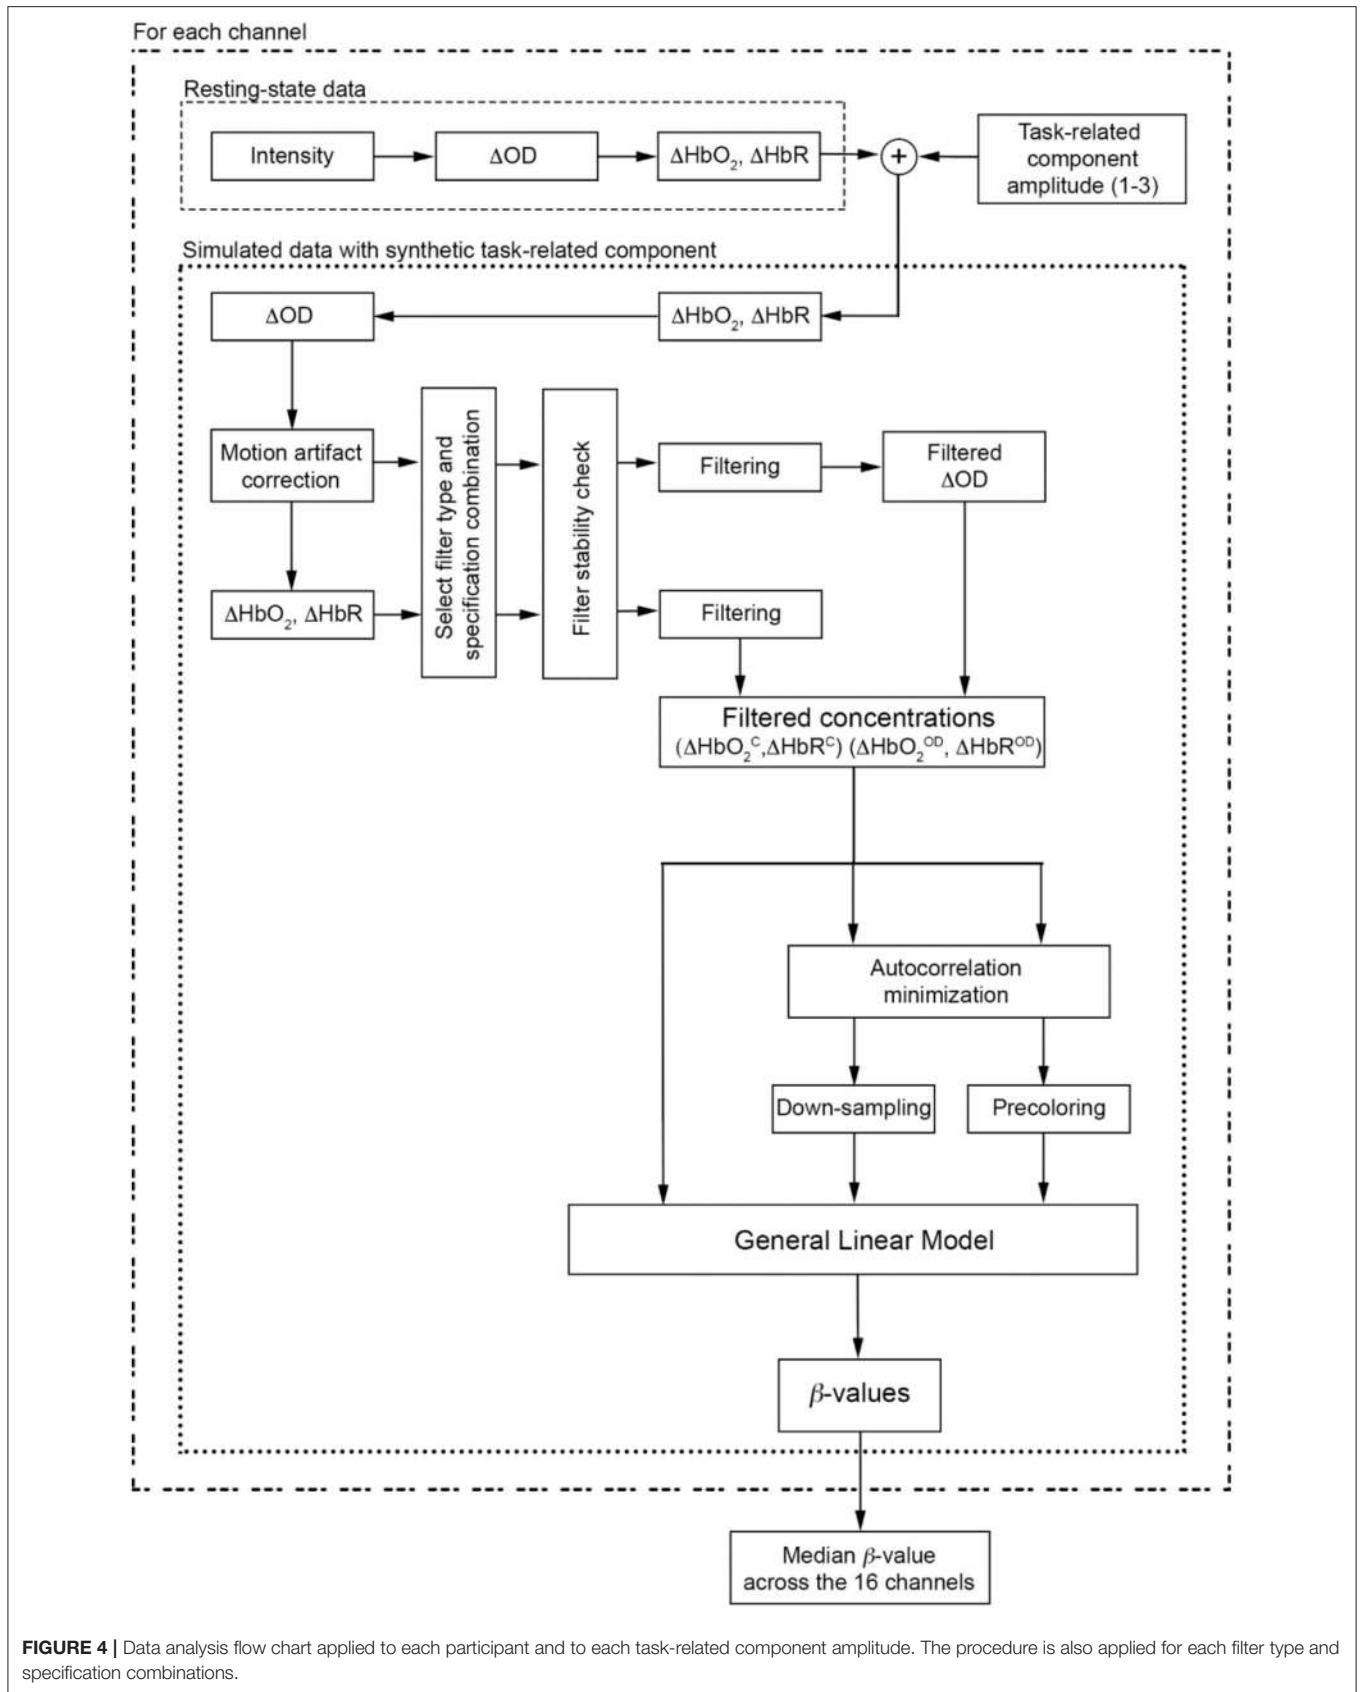 For each channel
Resting-state data
Intensity
ΔOD
ΔHbO₂, ΔHbR
+
Task-related
component
amplitude (1-3)
Simulated data with synthetic task-related component
ΔOD
ΔHbO₂, ΔHbR
Motion artifact
correction
Select filter type and
specification combination
Filter stability check
Filtering
Filtered
ΔOD
ΔHbO₂, ΔHbR
Filtering
Filtered concentrations
(ΔHbO₂ᶜ,ΔHbRᶜ) (ΔHbO₂ᴼᴰ, ΔHbRᴼᴰ)
Autocorrelation
minimization
Down-sampling
Precoloring
General Linear Model
β-values
Median β-value
across the 16 channels
FIGURE 4 | Data analysis flow chart applied to each participant and to each task-related component amplitude. The procedure is also applied for each filter type and
specification combinations.